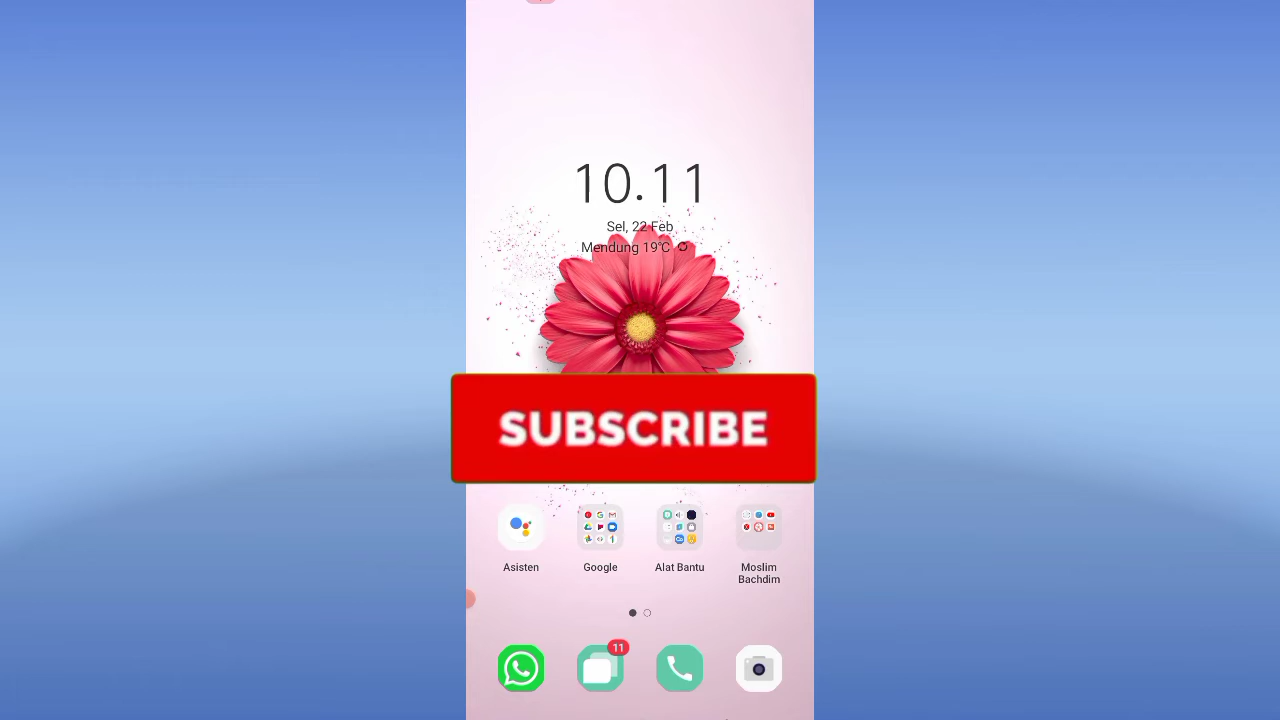 10.11
Sel, 22 Feb
Mendung 19°C
SUBSCRIBE
Asisten
Google
Alat Bantu
Moslim
Bachdim
11